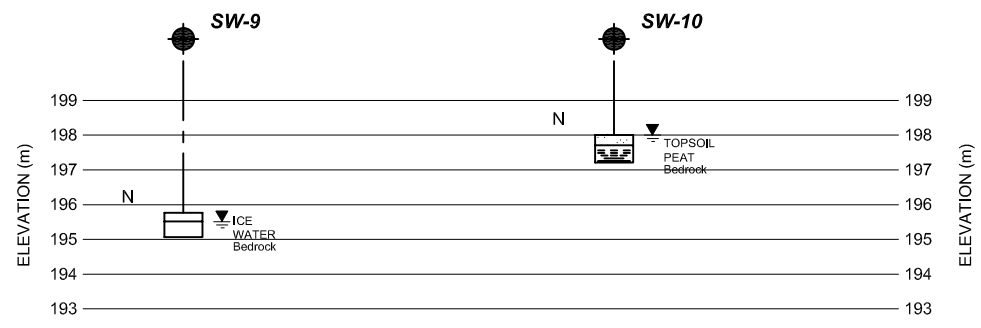 SW-9 SW-10
199 199
N
198 198
TOPSOIL
PEAT
Bedrock
197 197
N
196 196
ICE
WATER
Bedrock
195 195
194 194
193 193
ELEVATION (m) ELEVATION (m)